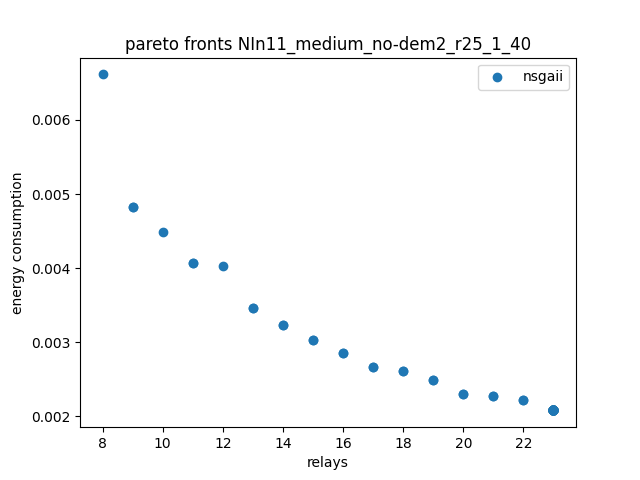 pareto fronts NIn11_medium_no-dem2_r25_1_40
nsgaii
energy consumption
0.006
0.005
0.004
0.003
0.002
8 10 12 14 16 18 20 22
relays